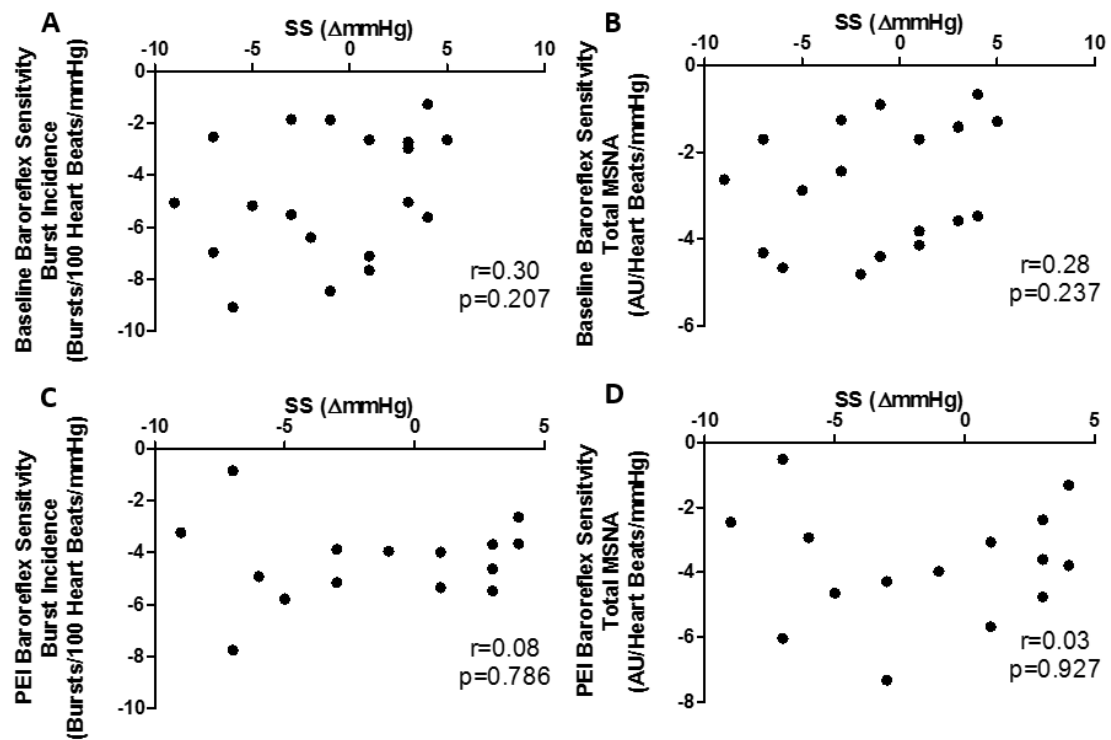 A
SS (ΔmmHg)
-10 -5 0 5 10
0
-2
-4
-6
-8
-10
Baseline Baroreflex Sensitvity
Burst Incidence
(Bursts/100 Heart Beats/mmHg)
r=0.30
p=0.207
B
SS (ΔmmHg)
-10 -5 0 5 10
0
-2
-4
-6
Baseline Baroreflex Sensitvity
Total MSNA
(AU/Heart Beats/mmHg)
r=0.28
p=0.237
C
SS (ΔmmHg)
-10 -5 0 5
0
-2
-4
-6
-8
-10
PEI Baroreflex Sensitvity
Burst Incidence
(Bursts/100 Heart Beats/mmHg)
r=0.08
p=0.786
D
SS (ΔmmHg)
-10 -5 0 5
0
-2
-4
-6
-8
PEI Baroreflex Sensitvity
Total MSNA
(AU/Heart Beats/mmHg)
r=0.03
p=0.927